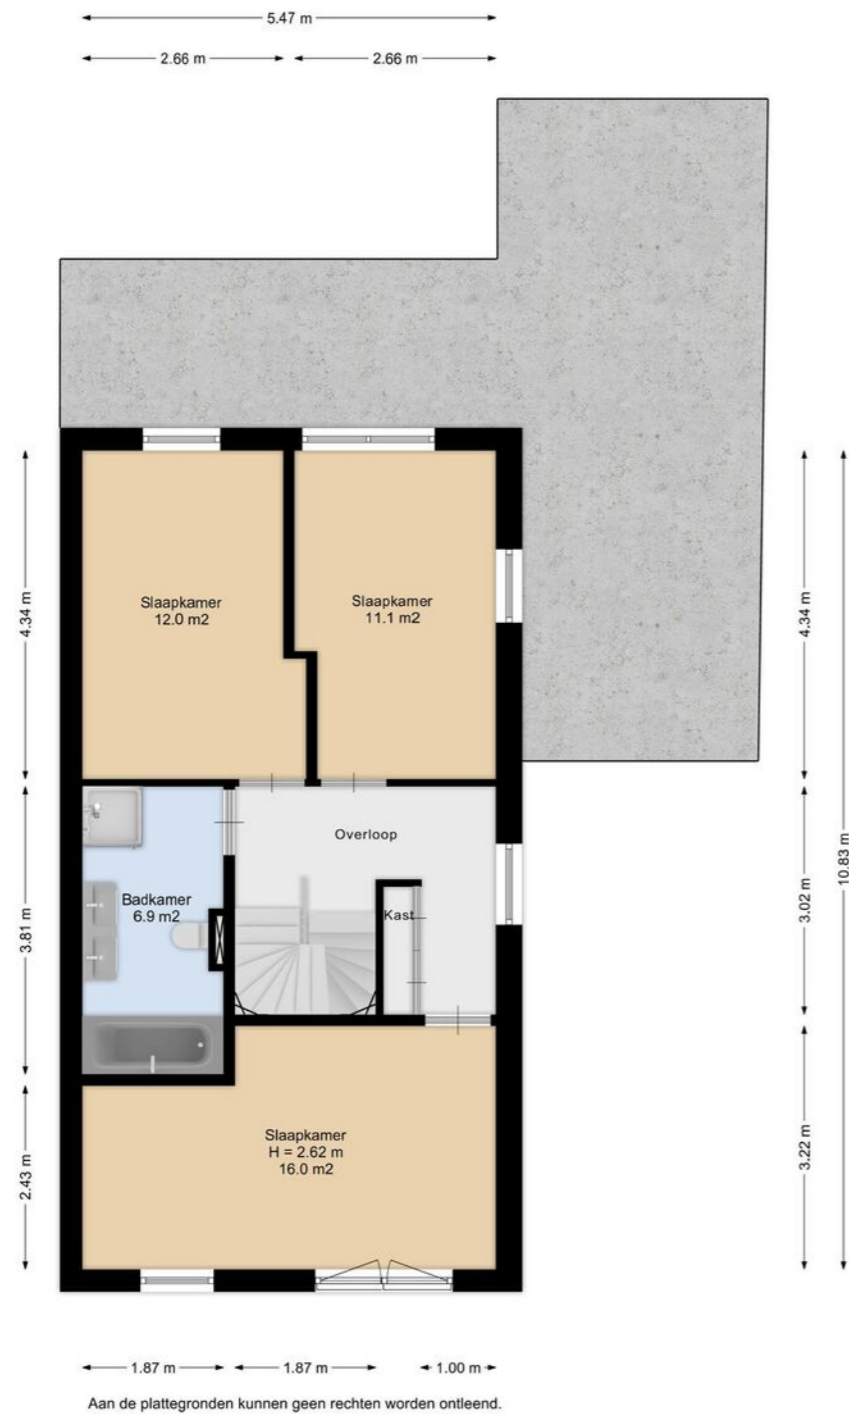 5.47 m
2.66 m
2.66 m
4.34 m
4.34 m
10.83 m
Slaapkamer
12.0 m2
Slaapkamer
11.1 m2
Overloop
3.02 m
3.81 m
Badkamer
6.9 m2
Kast
Slaapkamer
H = 2.62 m
16.0 m2
2.43 m
3.22 m
1.87 m
1.87 m
1.00 m
Aan de plattegronden kunnen geen rechten worden ontleend.